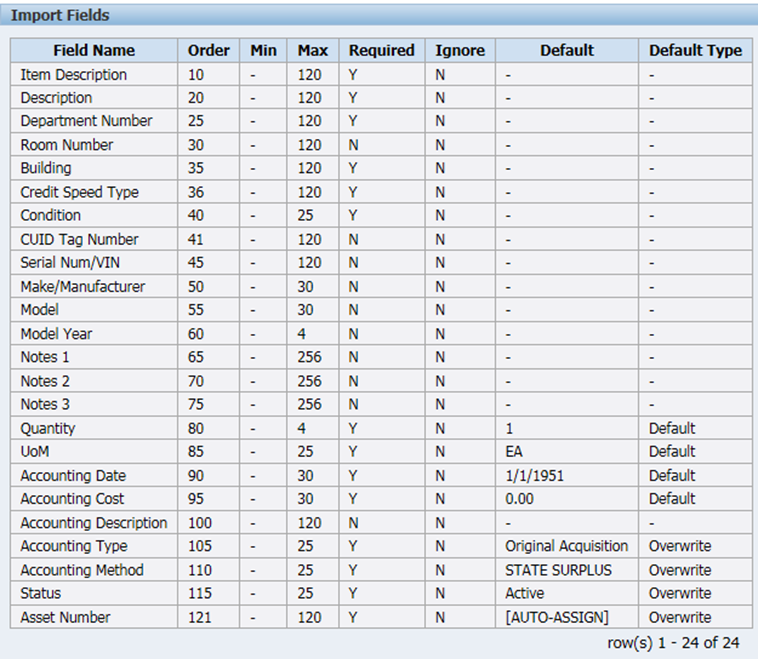 Import Fields
Field Name Order Min Max Required Ignore Default Default Type
Item Description 10 - 120 Y N - -
Description 20 - 120 Y N - -
Department Number 25 - 120 Y N - -
Room Number 30 - 120 N N - -
Building 35 - 120 Y N - -
Credit Speed Type 36 - 120 Y N - -
Condition 40 - 25 Y N - -
CUID Tag Number 41 - 120 N N - -
Serial Num/VIN 45 - 120 N N - -
Make/Manufacturer 50 - 30 N N - -
Model 55 - 30 N N - -
Model Year 60 - 4 N N - -
Notes 1 65 - 256 N N - -
Notes 2 70 - 256 N N - -
Notes 3 75 - 256 N N - -
Quantity 80 - 4 Y N 1 Default
UoM 85 - 25 Y N EA Default
Accounting Date 90 - 30 Y N 1/1/1951 Default
Accounting Cost 95 - 30 Y N 0.00 Default
Accounting Description 100 - 120 N N - -
Accounting Type 105 - 25 Y N Original Acquisition Overwrite
Accounting Method 110 - 25 Y N STATE SURPLUS Overwrite
Status 115 - 25 Y N Active Overwrite
Asset Number 121 - 120 Y N [AUTO-ASSIGN] Overwrite
row(s) 1 - 24 of 24